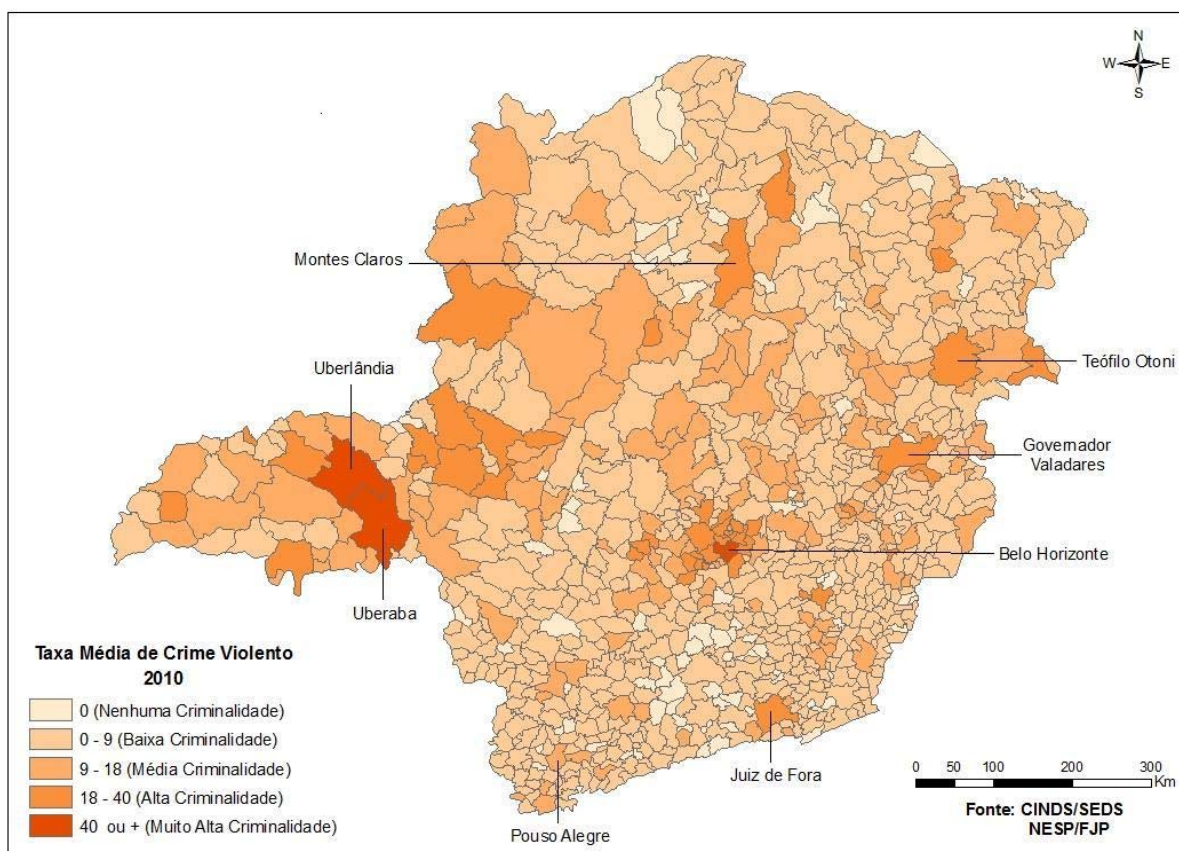 N
W E
S
Montes Claros
Uberlândia
Teófilo Otoni
Governador
Valadares
Belo Horizonte
Uberaba
Taxa Média de Crime Violento
2010
0 (Nenhuma Criminalidade)
0 - 9 (Baixa Criminalidade)
9 - 18 (Média Criminalidade)
18 - 40 (Alta Criminalidade)
40 ou + (Muito Alta Criminalidade)
Juiz de Fora
Pouso Alegre
0 50 100 200 300
Km
Fonte: CINDS/SEDS
NESP/FJP